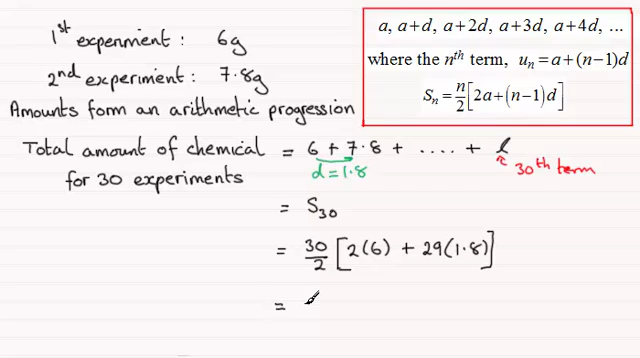 1st experiment : 6g
2nd experiment : 7.8g
Amounts form an arithmetic progression
a, a+d, a+2d, a+3d, a+4d, ...
where the nth term, uₙ = a+(n−1)d
Sₙ = n/2[2a+(n−1)d]
Total amount of chemical for 30 experiments = 6 + 7.8 + .... + l
d = 1.8
30th term
= S₃₀
= 30/2 [2(6) + 29(1.8)]
=